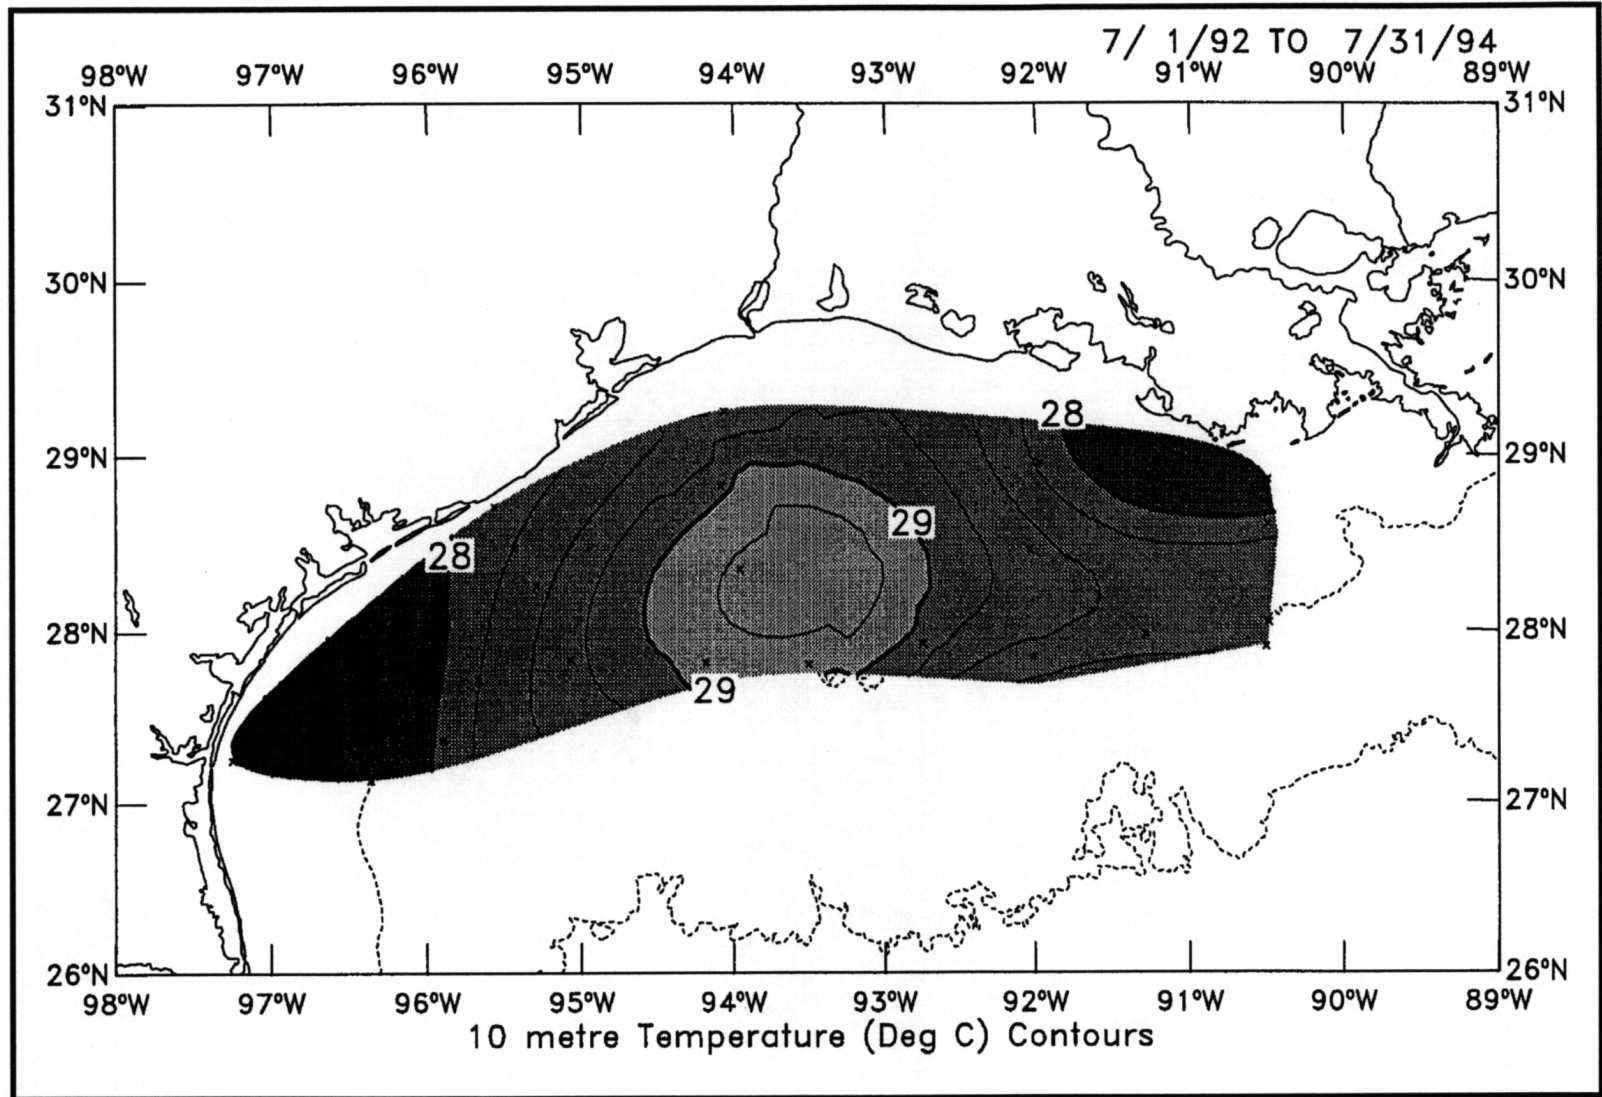 7/ 1/92 TO 7/31/94
98°W 97°W 96°W 95°W 94°W 93°W 92°W 91°W 90°W 89°W
31°N 31°N
30°N 30°N
28
29°N 29°N
29
28
28°N 28°N
29
27°N 27°N
26°N 26°N
98°W 97°W 96°W 95°W 94°W 93°W 92°W 91°W 90°W 89°W
10 metre Temperature (Deg C) Contours